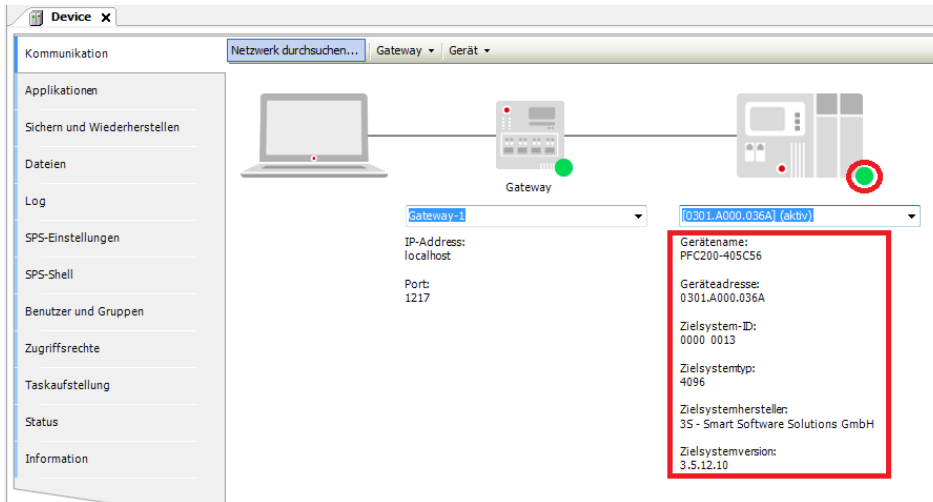 Device X
Kommunikation
Applikationen
Sichern und Wiederherstellen
Dateien
Log
SPS-Einstellungen
SPS-Shell
Benutzer und Gruppen
Zugriffsrechte
Taskaufstellung
Status
Information
Netzwerk durchsuchen... Gateway Gerät
Gateway
Gateway-1
IP-Address:
localhost
Port:
1217
[0301.A000.036A] (aktiv)
Gerätename:
PFC200-405C56
Geräteadresse:
0301.A000.036A
Zielsystem-ID:
0000 0013
Zielsystemtyp:
4096
Zielsystemhersteller:
3S - Smart Software Solutions GmbH
Zielsystemversion:
3.5.12.10